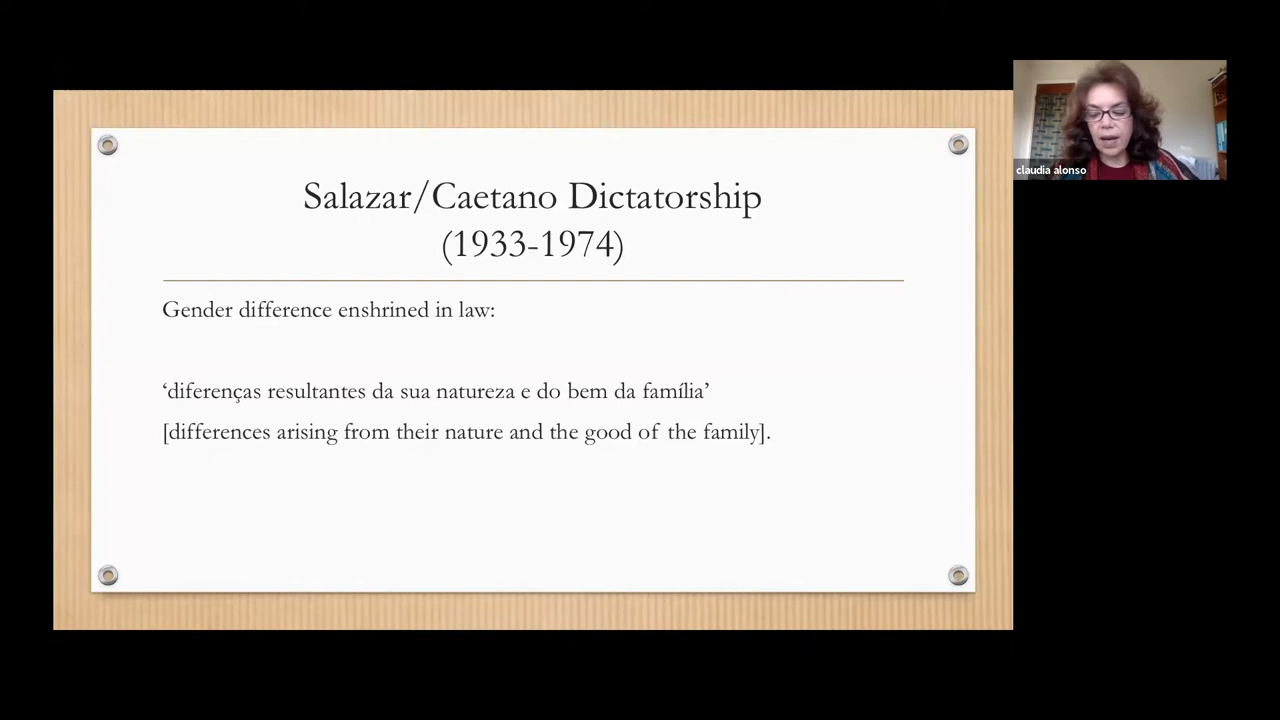 Salazar/Caetano Dictatorship
(1933-1974)
Gender difference enshrined in law:
‘diferenças resultantes da sua natureza e do bem da família’
[differences arising from their nature and the good of the family].
claudia alonso